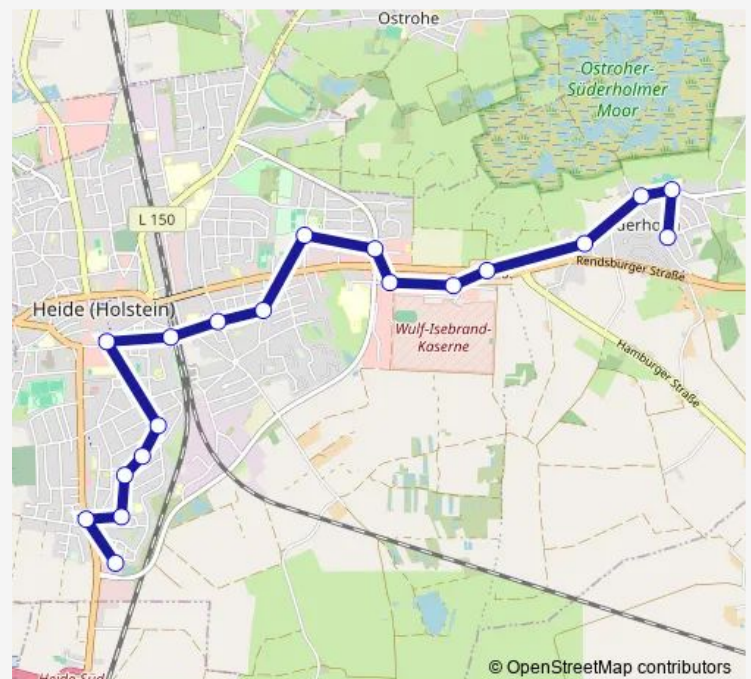 Ostrohe
Ostroher-
Süderholmer
Moor
L 150
Rendsburger Straße
Heide (Holstein)
Wulf-Isebrand-
Kaserne
Hamburger Straße
© OpenStreetMap contributors